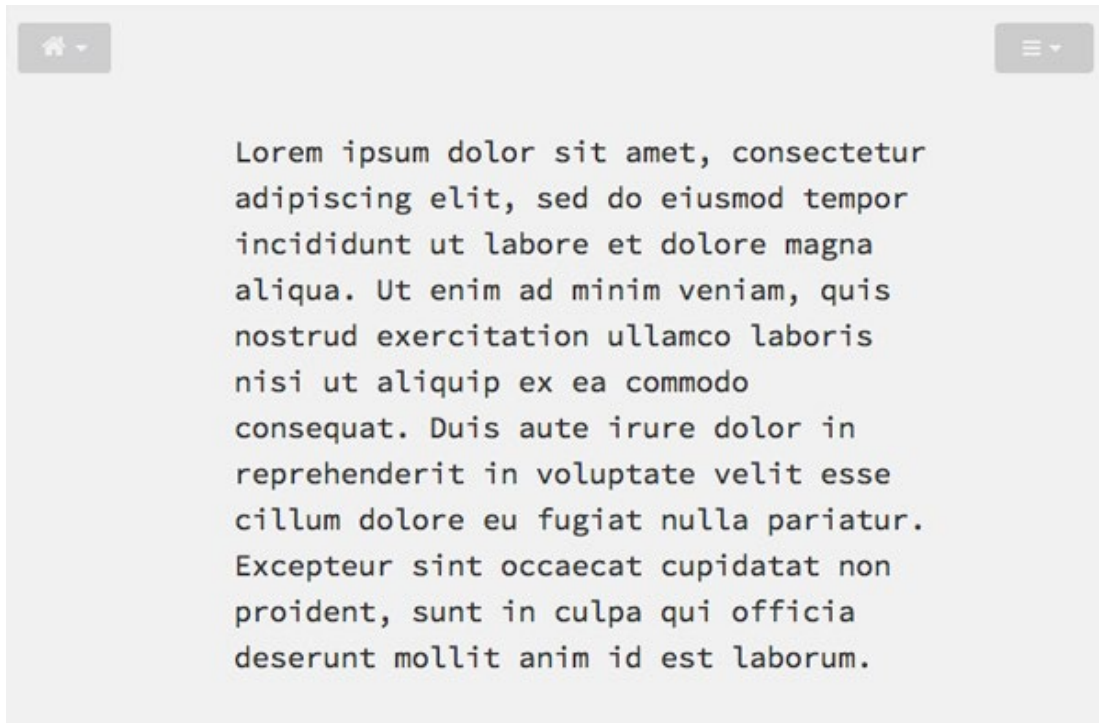 Lorem ipsum dolor sit amet, consectetur
adipiscing elit, sed do eiusmod tempor
incididunt ut labore et dolore magna
aliqua. Ut enim ad minim veniam, quis
nostrud exercitation ullamco laboris
nisi ut aliquip ex ea commodo
consequat. Duis aute irure dolor in
reprehenderit in voluptate velit esse
cillum dolore eu fugiat nulla pariatur.
Excepteur sint occaecat cupidatat non
proident, sunt in culpa qui officia
deserunt mollit anim id est laborum.